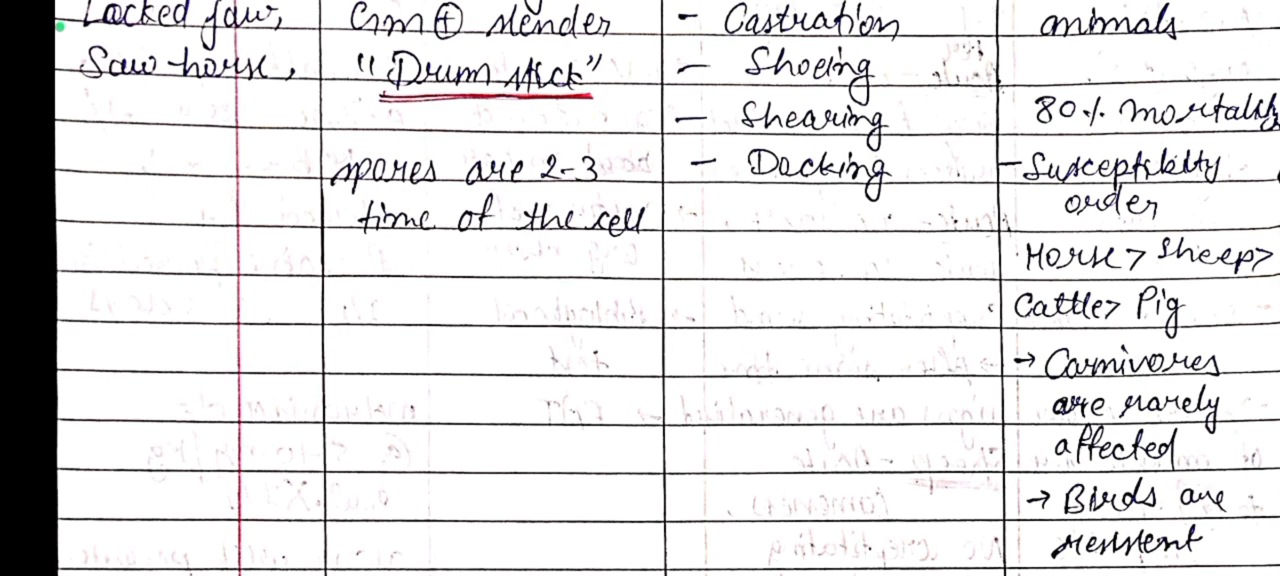 Locked jaw,
Saw-horse,
Gm ⊕ slender
"Drum stick"
spores are 2-3
time of the cell
- Castration
- Shoeing
- Shearing
- Docking
animals
80% mortality
- Susceptibility
order
Horse > Sheep >
Cattle > Pig
→ Carnivores
are rarely
affected
→ Birds are
resistent